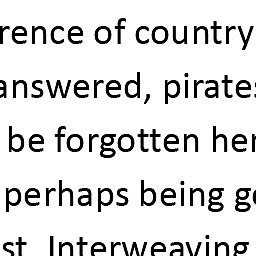 rence of country
answered, pirates
be forgotten her
perhaps being g
st. Interweaving